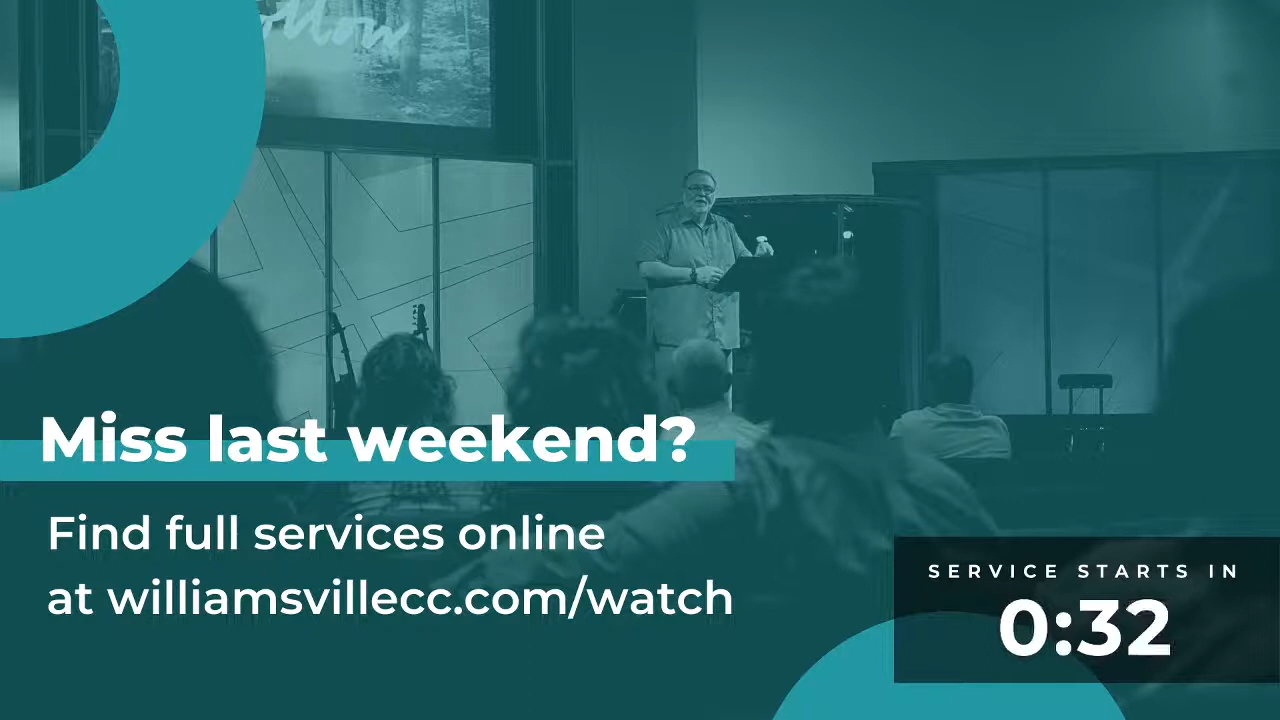 Miss last weekend?
Find full services online
at williamsvillecc.com/watch
SERVICE STARTS IN
0:32